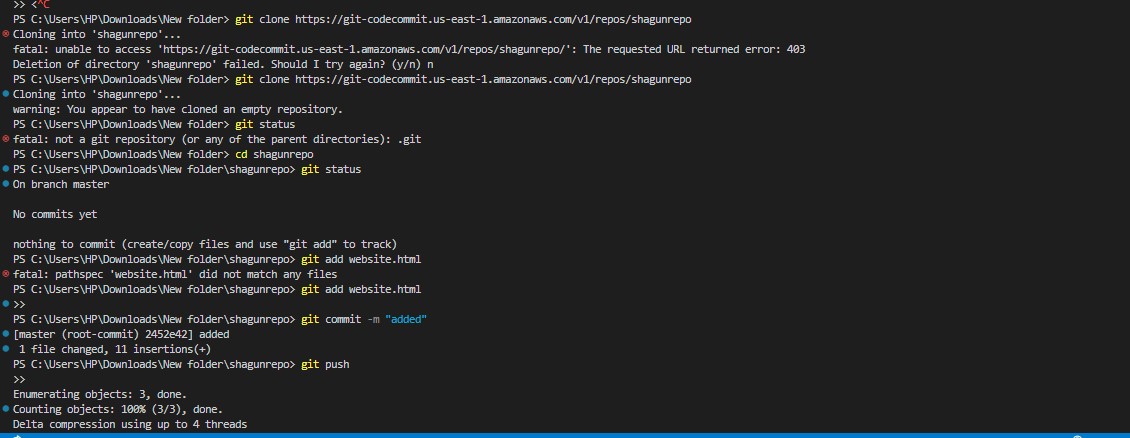 >> <^C
PS C:\Users\HP\Downloads\New folder> git clone https://git-codecommit.us-east-1.amazonaws.com/v1/repos/shagunrepo
Cloning into 'shagunrepo'...
fatal: unable to access 'https://git-codecommit.us-east-1.amazonaws.com/v1/repos/shagunrepo/': The requested URL returned error: 403
Deletion of directory 'shagunrepo' failed. Should I try again? (y/n) n
PS C:\Users\HP\Downloads\New folder> git clone https://git-codecommit.us-east-1.amazonaws.com/v1/repos/shagunrepo
Cloning into 'shagunrepo'...
warning: You appear to have cloned an empty repository.
PS C:\Users\HP\Downloads\New folder> git status
fatal: not a git repository (or any of the parent directories): .git
PS C:\Users\HP\Downloads\New folder> cd shagunrepo
PS C:\Users\HP\Downloads\New folder\shagunrepo> git status
On branch master
No commits yet
nothing to commit (create/copy files and use "git add" to track)
PS C:\Users\HP\Downloads\New folder\shagunrepo> git add website.html
fatal: pathspec 'website.html' did not match any files
PS C:\Users\HP\Downloads\New folder\shagunrepo> git add website.html
>>
PS C:\Users\HP\Downloads\New folder\shagunrepo> git commit -m "added"
[master (root-commit) 2452e42] added
1 file changed, 11 insertions(+)
PS C:\Users\HP\Downloads\New folder\shagunrepo> git push
>>
Enumerating objects: 3, done.
Counting objects: 100% (3/3), done.
Delta compression using up to 4 threads